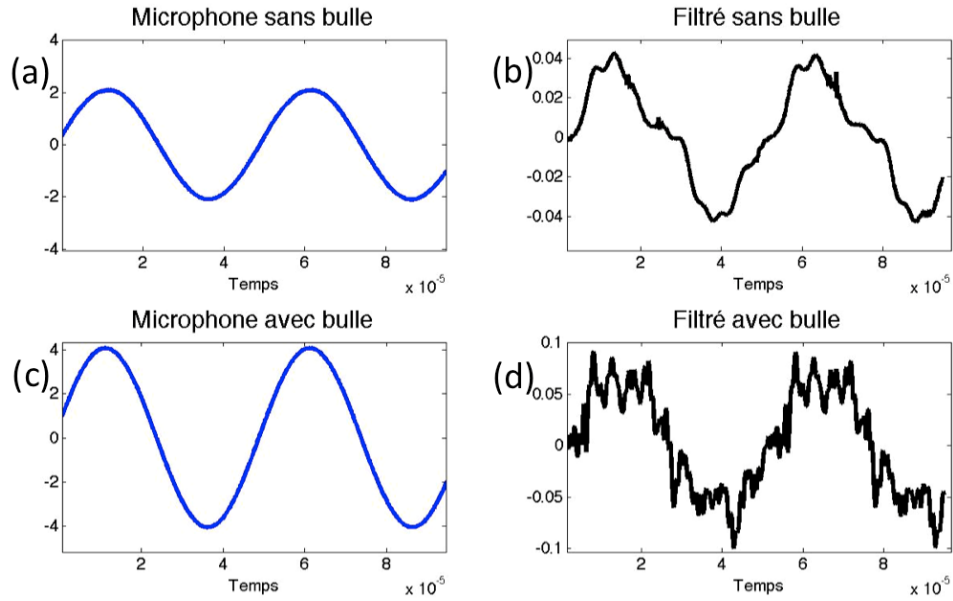 Microphone sans bulle
(a)
4
2
0
-2
-4
2 4 6 8
Temps
x 10-5
Filtré sans bulle
(b)
0.04
0.02
0
-0.02
-0.04
2 4 6 8
Temps
x 10-5
Microphone avec bulle
(c)
4
2
0
-2
-4
2 4 6 8
Temps
x 10-5
Filtré avec bulle
(d)
0.1
0.05
0
-0.05
-0.1
2 4 6 8
Temps
x 10-5